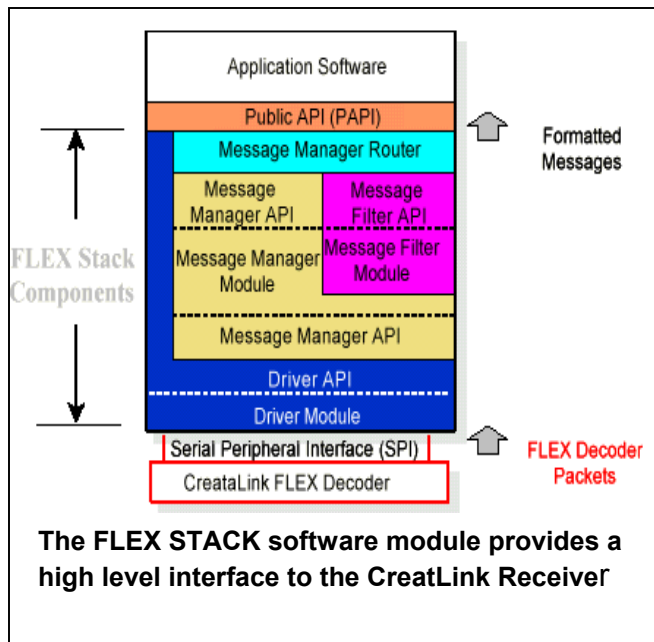 Application Software
Public API (PAPI)
Message Manager Router
Formatted
Messages
Message
Manager API
Message
Filter API
FLEX Stack
Components
Message Manager
Module
Message Filter
Module
Message Manager API
Driver API
Driver Module
Serial Peripheral Interface (SPI)
CreataLink FLEX Decoder
FLEX Decoder
Packets
The FLEX STACK software module provides a
high level interface to the CreatLink Receiver